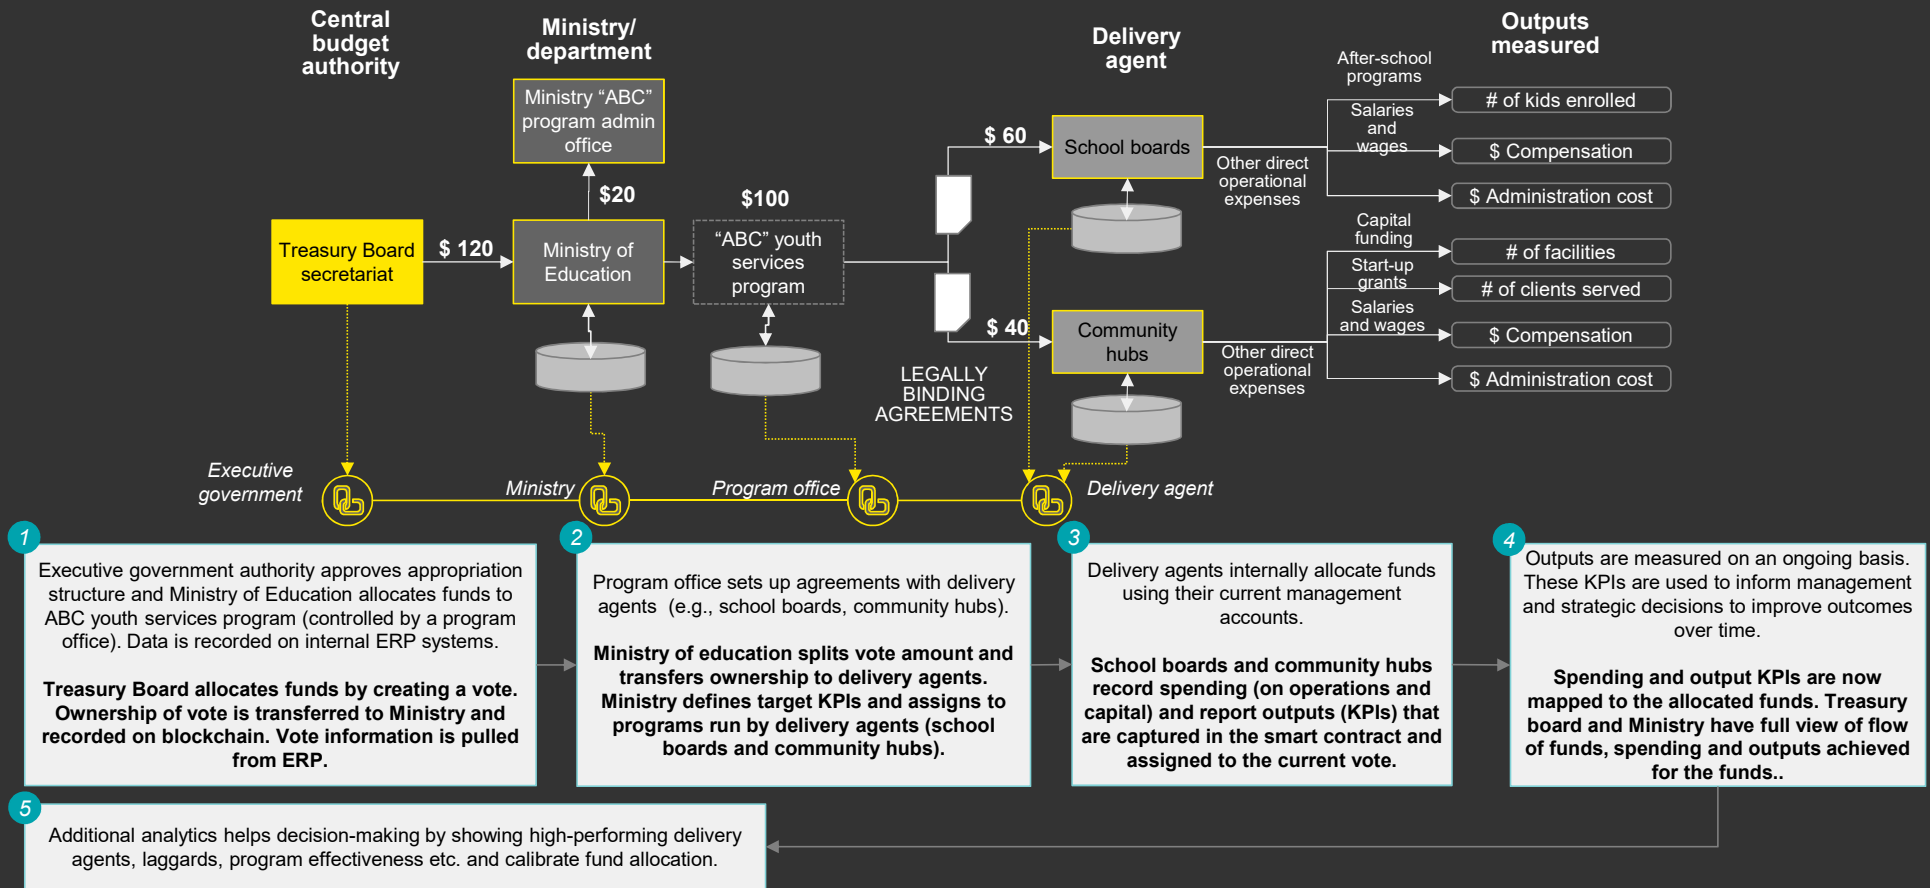 Central
budget
authority
Ministry/
department
Delivery
agent
Outputs
measured
Ministry “ABC”
program admin
office
$20
Treasury Board
secretariat
$ 120
Ministry of
Education
$100
“ABC” youth
services
program
$ 60
$ 40
LEGALLY
BINDING
AGREEMENTS
School boards
Community
hubs
After-school
programs
Salaries
and
wages
Other direct
operational
expenses
# of kids enrolled
$ Compensation
$ Administration cost
Capital
funding
Start-up
grants
Salaries
and wages
Other direct
operational
expenses
# of facilities
# of clients served
$ Compensation
$ Administration cost
Executive
government
Ministry
Program office
Delivery agent
1
Executive government authority approves appropriation
structure and Ministry of Education allocates funds to
ABC youth services program (controlled by a program
office). Data is recorded on internal ERP systems.
Treasury Board allocates funds by creating a vote.
Ownership of vote is transferred to Ministry and
recorded on blockchain. Vote information is pulled
from ERP.
2
Program office sets up agreements with delivery
agents (e.g., school boards, community hubs).
Ministry of education splits vote amount and
transfers ownership to delivery agents.
Ministry defines target KPIs and assigns to
programs run by delivery agents (school
boards and community hubs).
3
Delivery agents internally allocate funds
using their current management
accounts.
School boards and community hubs
record spending (on operations and
capital) and report outputs (KPIs) that
are captured in the smart contract and
assigned to the current vote.
4
Outputs are measured on an ongoing basis.
These KPIs are used to inform management
and strategic decisions to improve outcomes
over time.
Spending and output KPIs are now
mapped to the allocated funds. Treasury
board and Ministry have full view of flow
of funds, spending and outputs achieved
for the funds..
5
Additional analytics helps decision-making by showing high-performing delivery
agents, laggards, program effectiveness etc. and calibrate fund allocation.